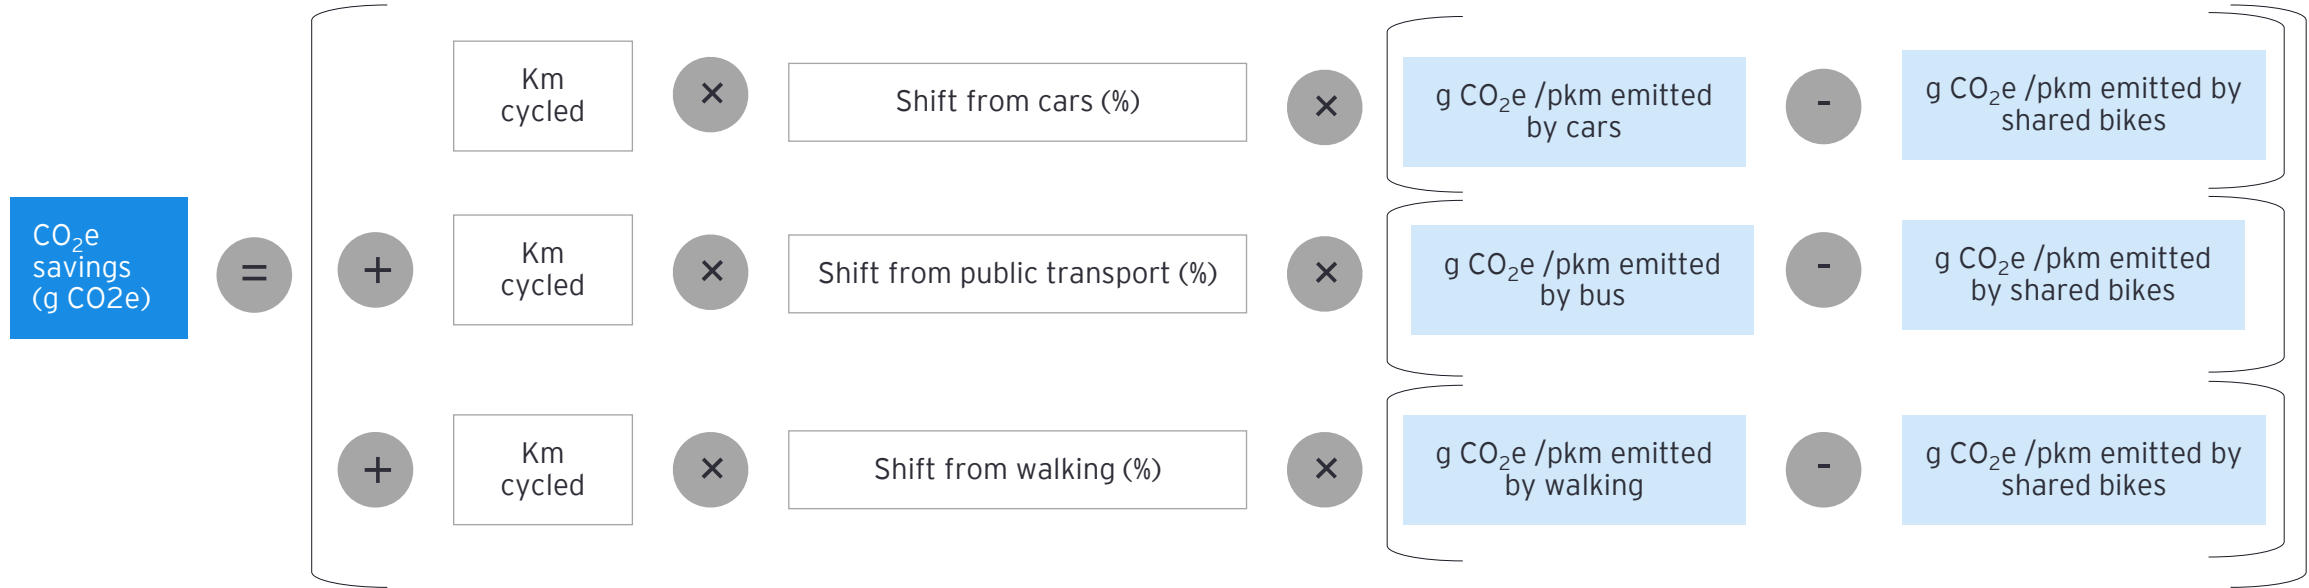 Km
cycled
×
Shift from cars (%)
×
g CO₂e /pkm emitted
by cars
-
g CO₂e /pkm emitted by
shared bikes
CO₂e
savings
(g CO2e)
=
+
Km
cycled
×
Shift from public transport (%)
×
g CO₂e /pkm emitted
by bus
-
g CO₂e /pkm emitted
by shared bikes
+
Km
cycled
×
Shift from walking (%)
×
g CO₂e /pkm emitted
by walking
-
g CO₂e /pkm emitted by
shared bikes